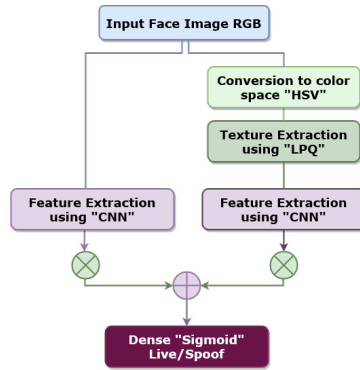 Input Face Image RGB
Conversion to color
space "HSV"
Texture Extraction
using "LPQ"
Feature Extraction
using "CNN"
Feature Extraction
using "CNN"
Dense "Sigmoid"
Live/Spoof